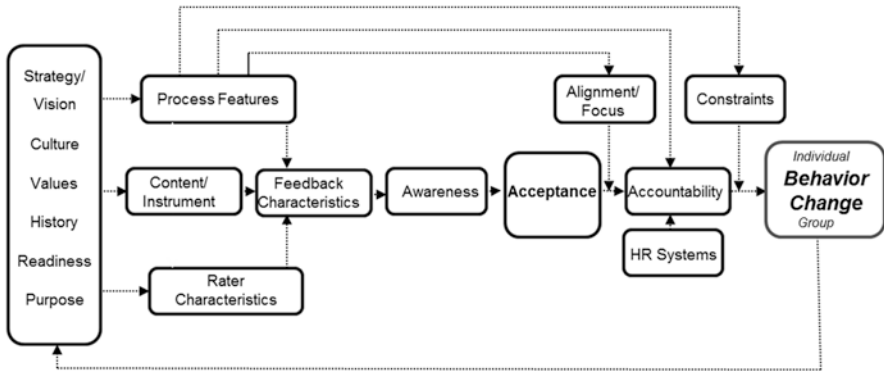 Strategy/
Vision
Culture
Values
History
Readiness
Purpose
Process Features
Content/
Instrument
Rater
Characteristics
Feedback
Characteristics
Awareness
Acceptance
Alignment/
Focus
Accountability
HR Systems
Constraints
Individual
Behavior
Change
Group